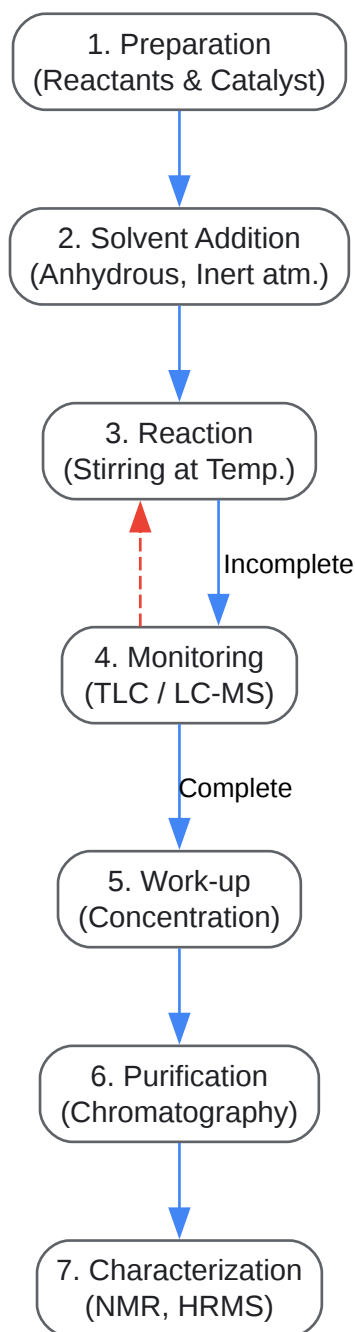 1. Preparation
(Reactants & Catalyst)
2. Solvent Addition
(Anhydrous, Inert atm.)
3. Reaction
(Stirring at Temp.)
Incomplete
4. Monitoring
(TLC / LC-MS)
Complete
5. Work-up
(Concentration)
6. Purification
(Chromatography)
7. Characterization
(NMR, HRMS)